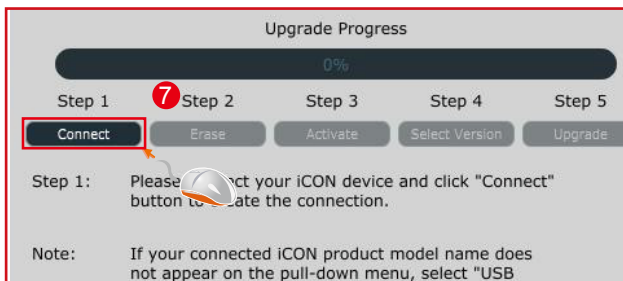 Upgrade Progress
0%
Step 1 7 Step 2 Step 3 Step 4 Step 5
Connect Erase Activate Select Version Upgrade
Step 1: Please your iCON device and click "Connect"
button to the connection.
Note: If your connected iCON product model name does
not appear on the pull-down menu, select "USB